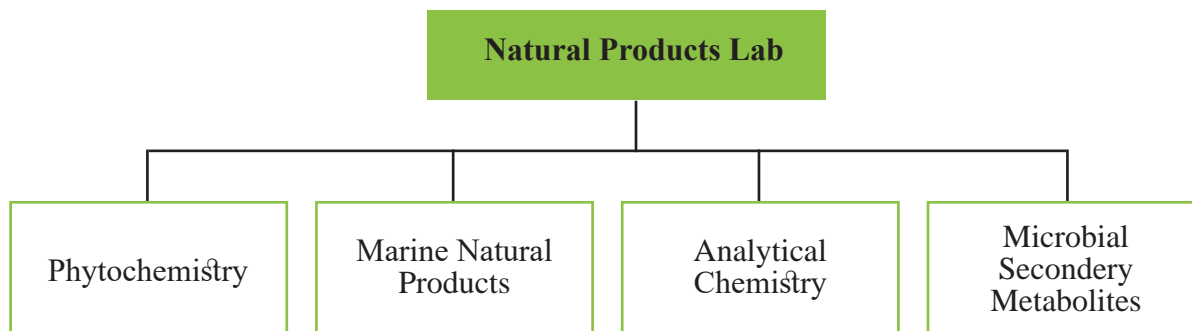 Natural Products Lab
Phytochemistry
Marine Natural
Products
Analytical
Chemistry
Microbial
Secondery
Metabolites